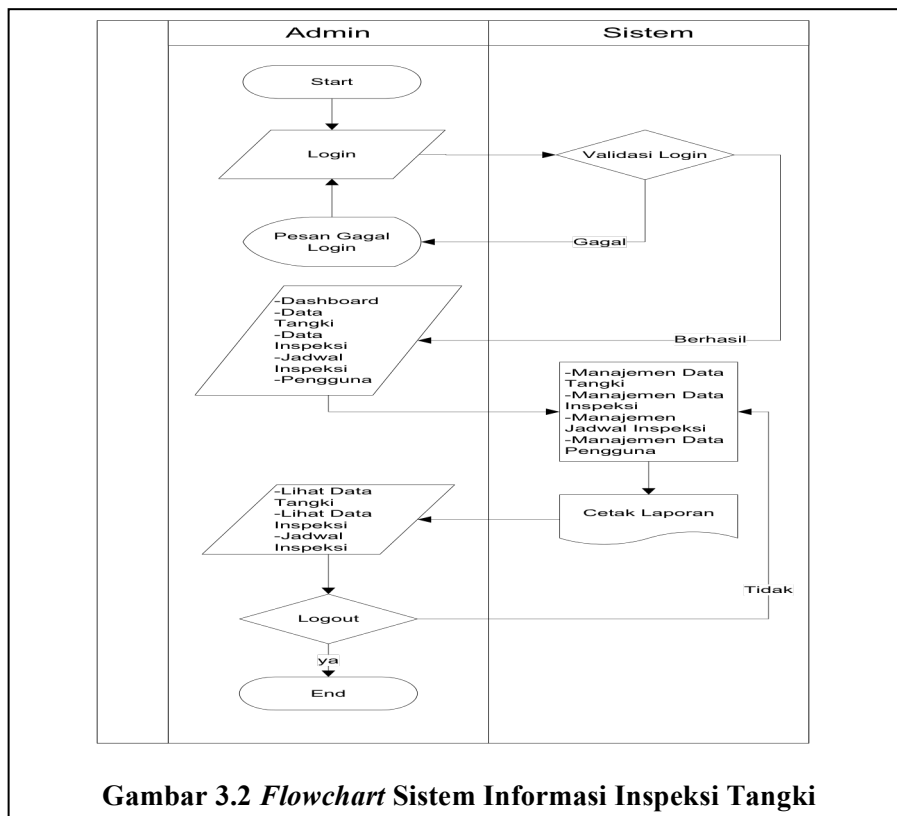 Admin
Sistem
Start
Login
Validasi Login
Pesan Gagal
Login
Gagal
-Dashboard
-Data
Tangki
-Data
Inspeksi
-Jadwal
Inspeksi
-Pengguna
Berhasil
-Manajemen Data
Tangki
-Manajemen Data
Inspeksi
-Manajemen
Jadwal Inspeksi
-Manajemen Data
Pengguna
-Lihat Data
Tangki
-Lihat Data
Inspeksi
-Jadwal
Inspeksi
Cetak Laporan
Tidak
Logout
ya
End
Gambar 3.2 Flowchart Sistem Informasi Inspeksi Tangki